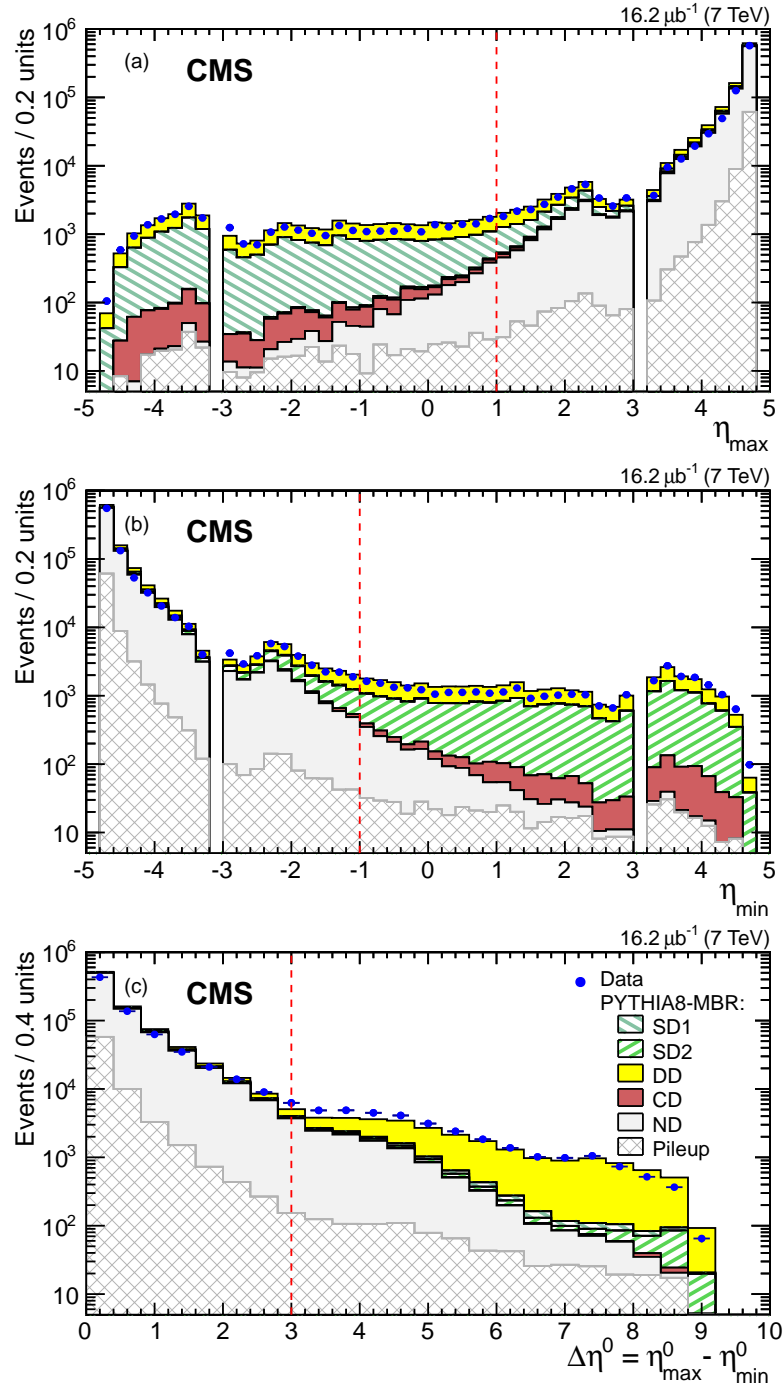 16.2 μb⁻¹ (7 TeV)
(a) CMS
Events / 0.2 units
10⁶
10⁵
10⁴
10³
10²
10
-5 -4 -3 -2 -1 0 1 2 3 4 5
η_max
16.2 μb⁻¹ (7 TeV)
(b) CMS
Events / 0.2 units
10⁶
10⁵
10⁴
10³
10²
10
-5 -4 -3 -2 -1 0 1 2 3 4 5
η_min
16.2 μb⁻¹ (7 TeV)
(c) CMS
Events / 0.4 units
10⁶
10⁵
10⁴
10³
10²
10
Data
PYTHIA8-MBR:
SD1
SD2
DD
CD
ND
Pileup
0 1 2 3 4 5 6 7 8 9 10
Δη⁰ = η⁰_max - η⁰_min